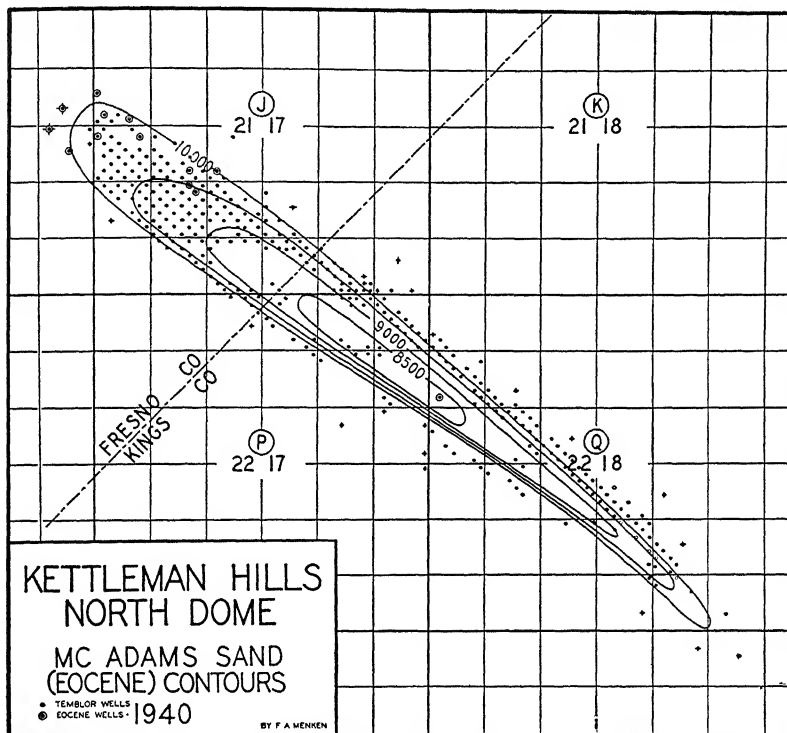 J
21 17
K
21 18
10,000
9000
8500
FRESNO CO
KINGS CO
P
22 17
Q
22 18
KETTLEMAN HILLS
NORTH DOME
MC ADAMS SAND
(EOCENE) CONTOURS
TEMBLOR WELLS
EOCENE WELLS · 1940
BY F A MENKEN